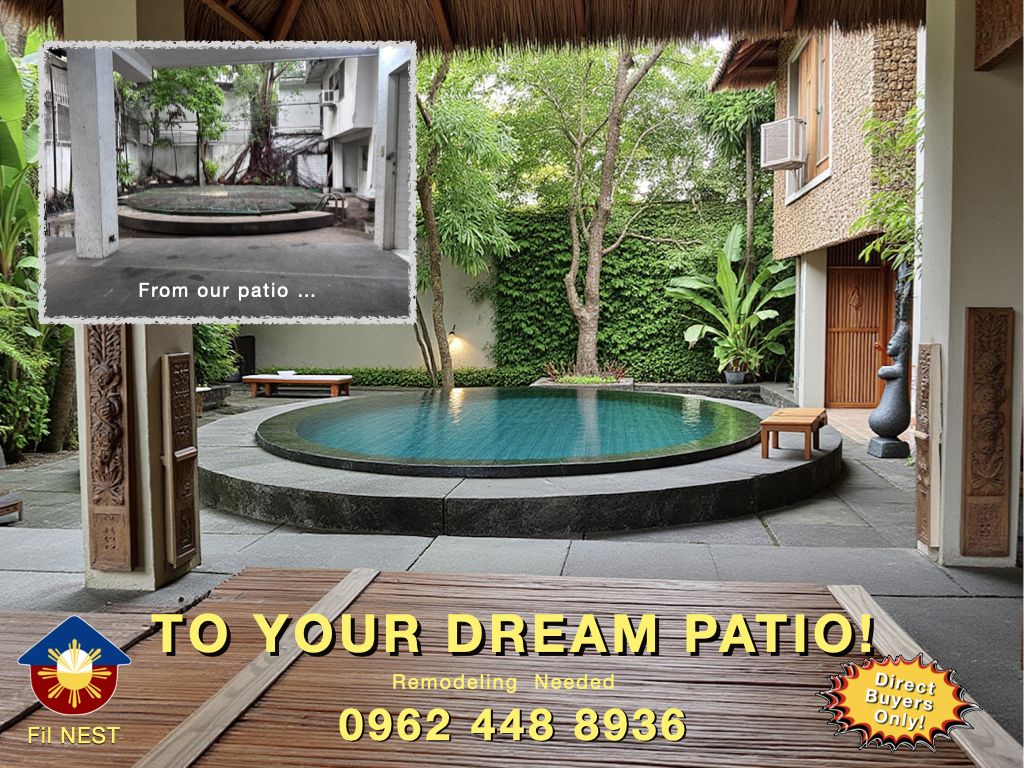 From our patio ...
TO YOUR DREAM PATIO!
Remodeling Needed
0962 448 8936
Fil NEST
Direct
Buyers
Only!